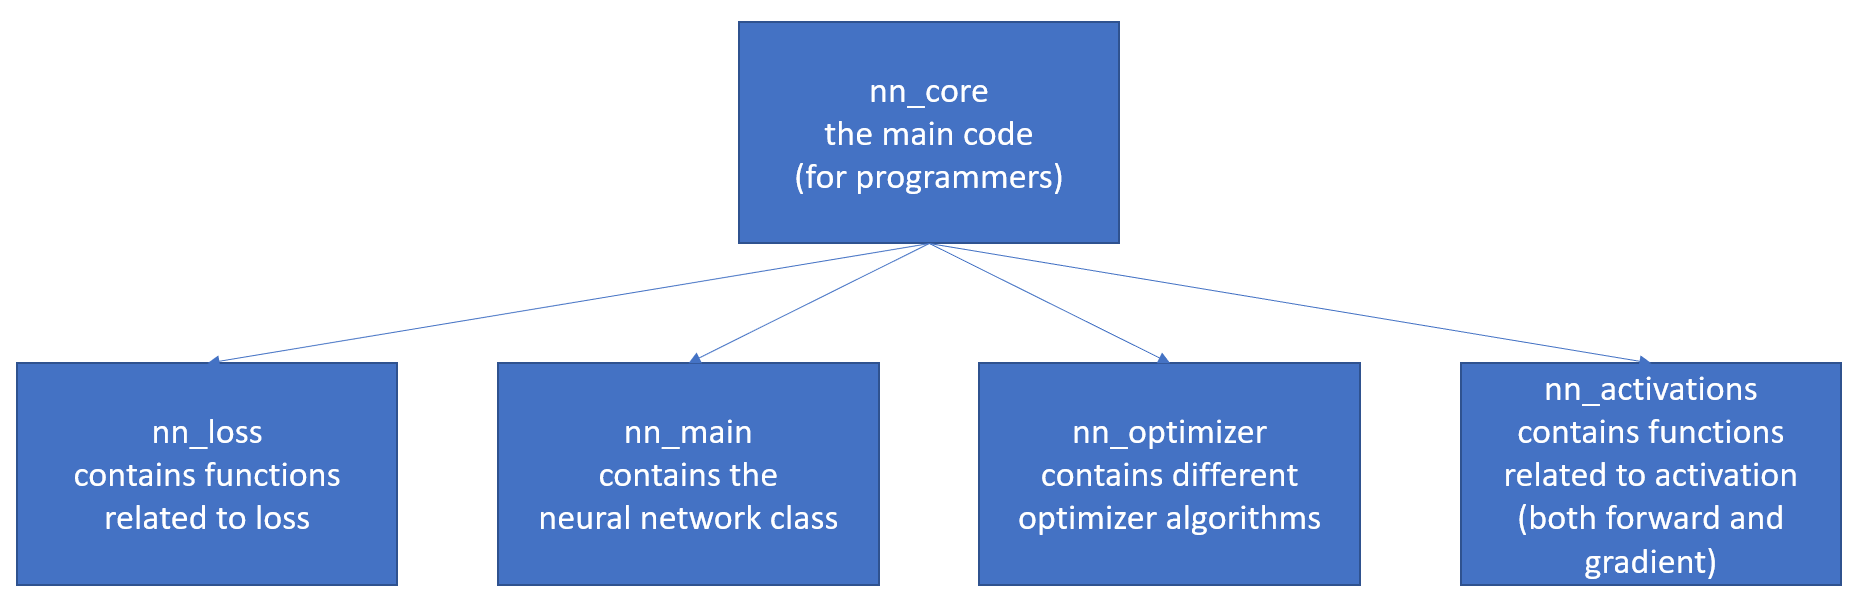 nn_core
the main code
(for programmers)
nn_loss
contains functions
related to loss
nn_main
contains the
neural network class
nn_optimizer
contains different
optimizer algorithms
nn_activations
contains functions
related to activation
(both forward and
gradient)